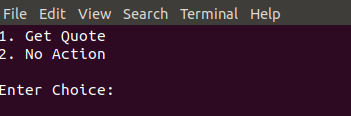 File Edit View Search Terminal Help
1. Get Quote
2. No Action
Enter Choice: